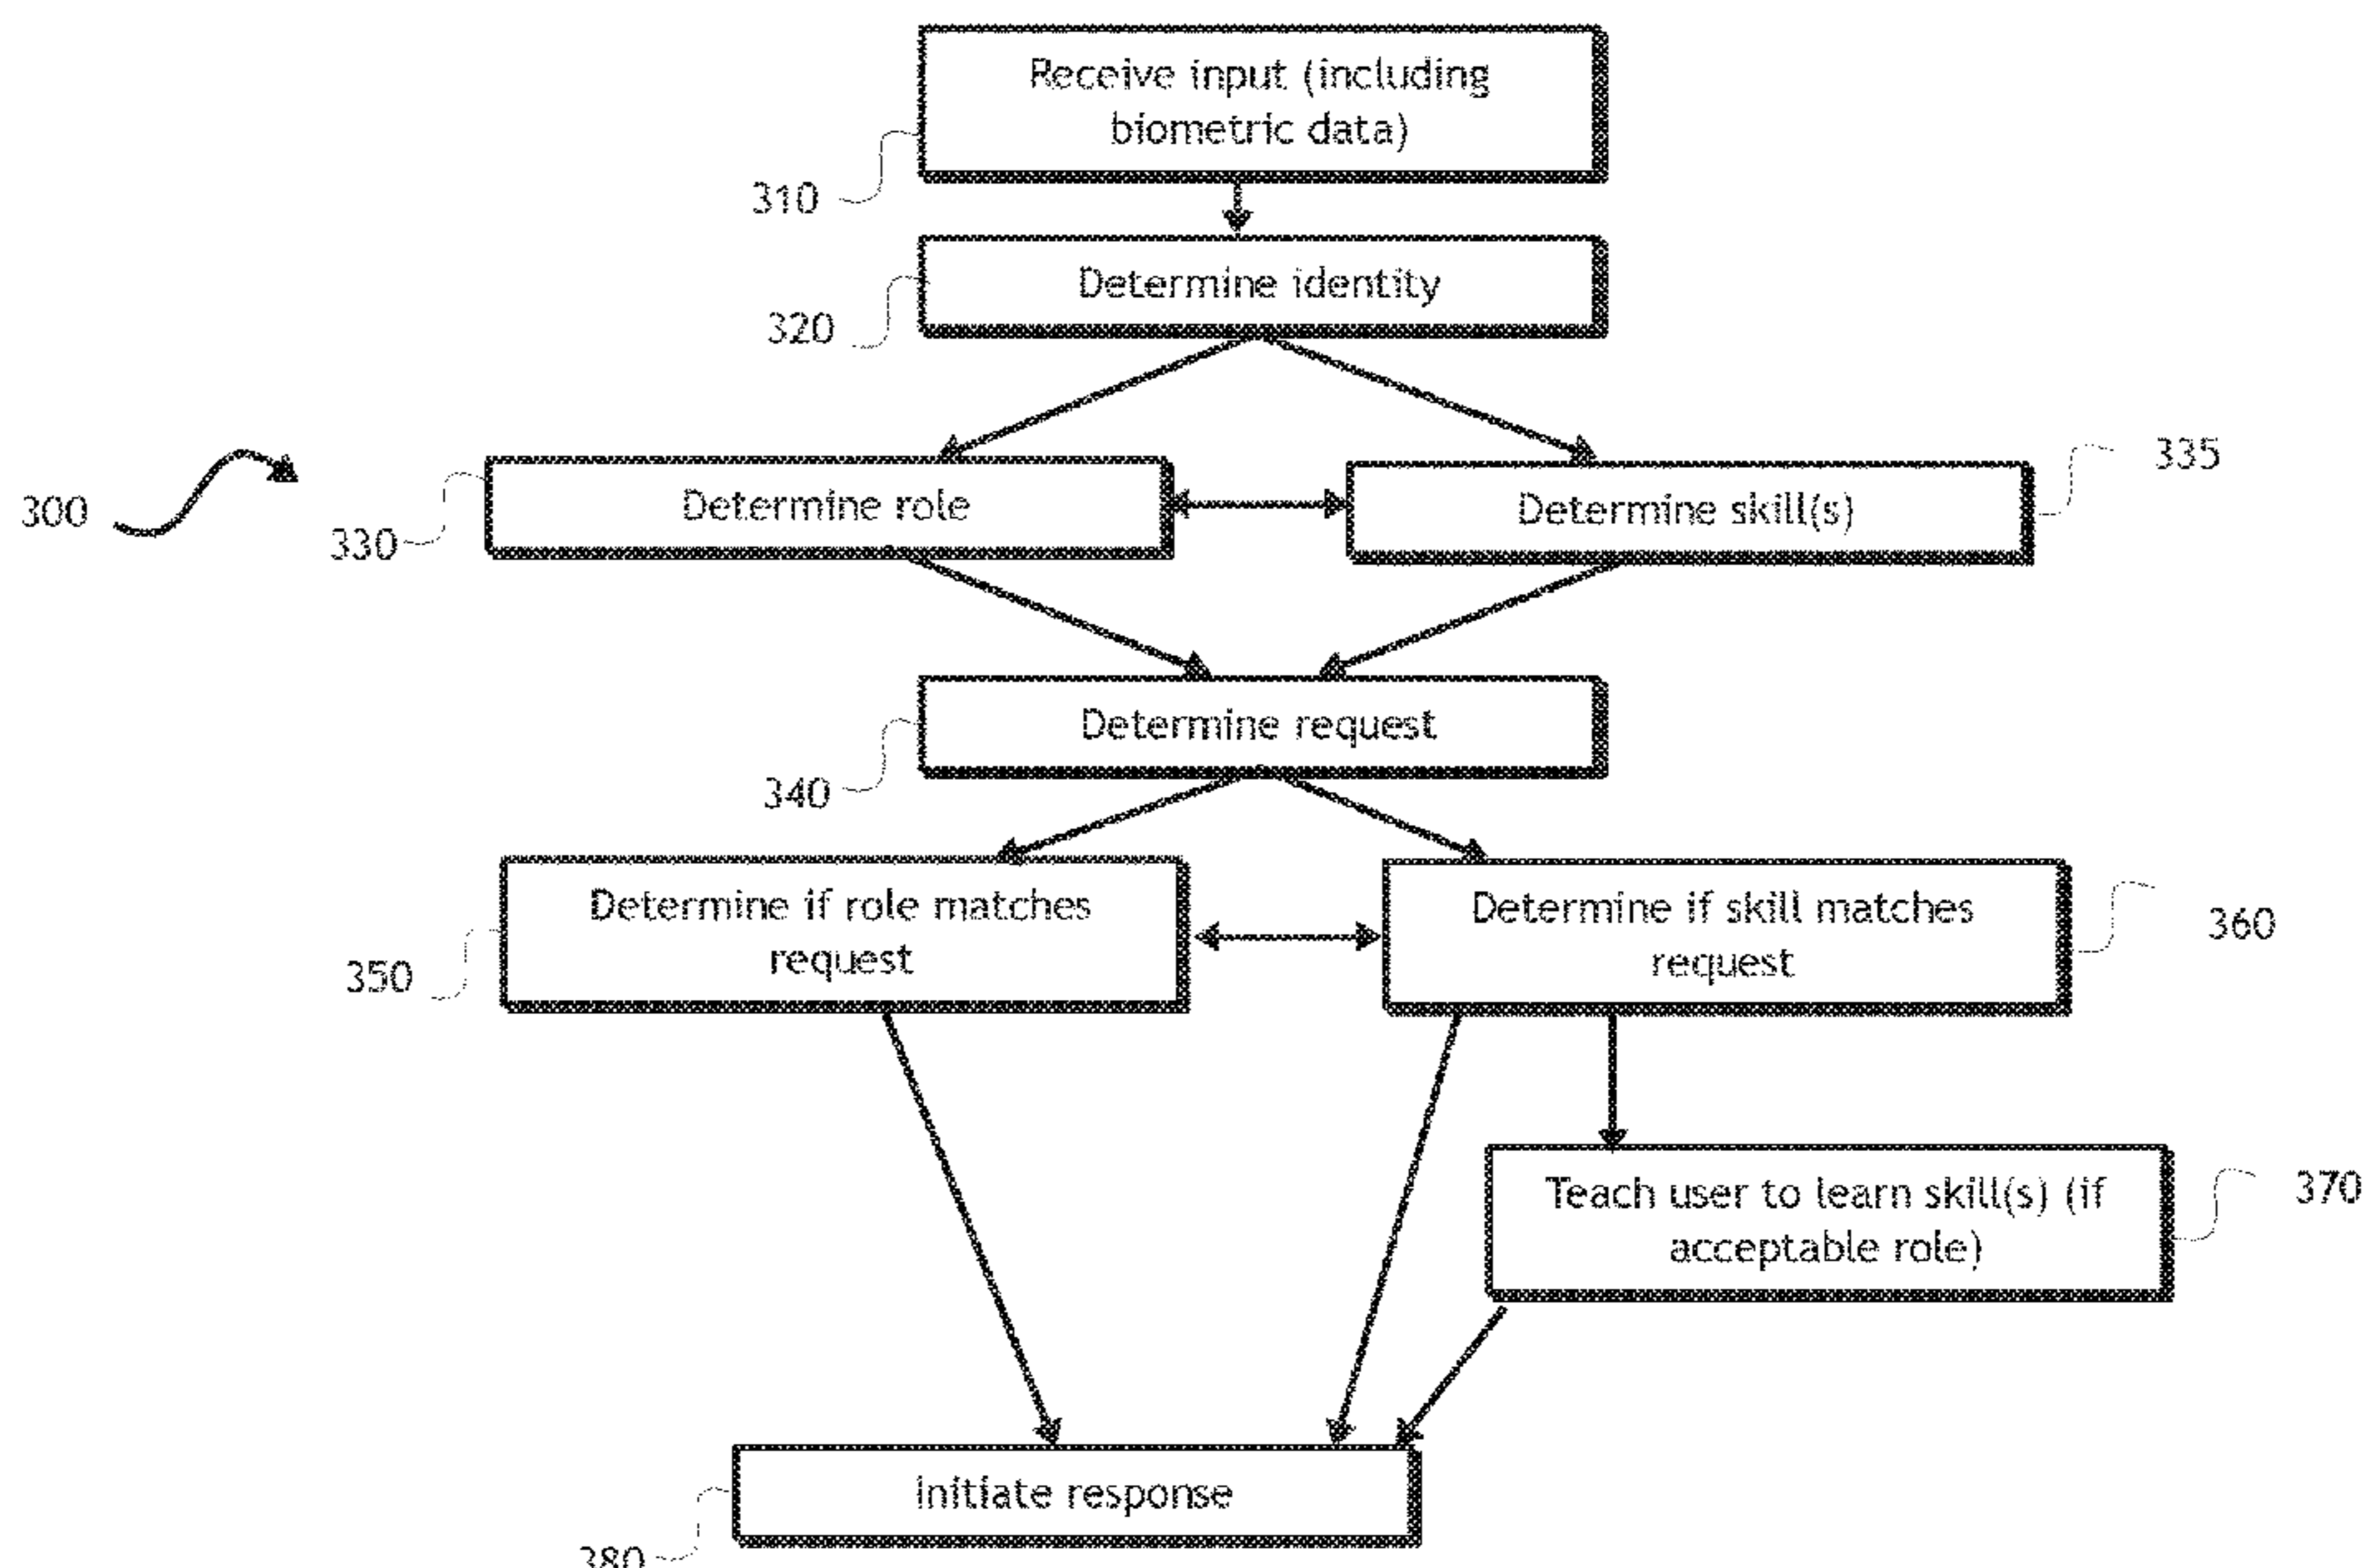 Receive input (including
biometric data)
310
Determine identity
320
335
Determine role
Determine skill(s)
300
330
Determine request
340
Determine if role matches
request
Determine if skill matches
request
360
350
Teach user to learn skill(s) (if
acceptable role)
370
Initiate response
380